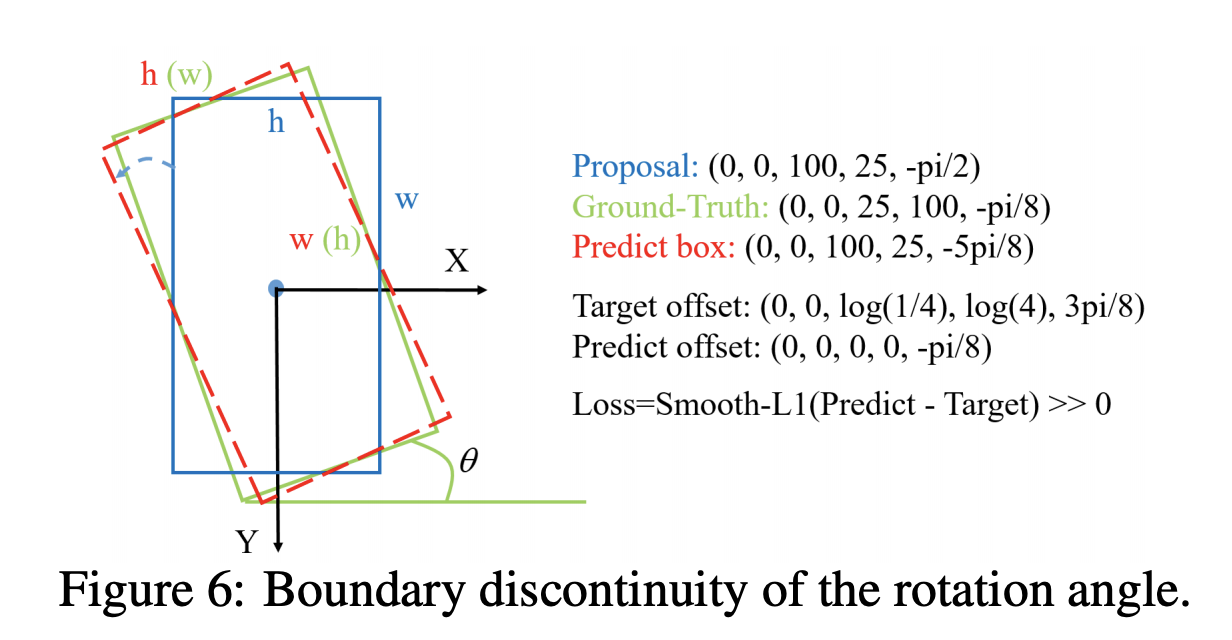 h (w)
h
w
w (h)
X
θ
Y
Proposal: (0, 0, 100, 25, -pi/2)
Ground-Truth: (0, 0, 25, 100, -pi/8)
Predict box: (0, 0, 100, 25, -5pi/8)
Target offset: (0, 0, log(1/4), log(4), 3pi/8)
Predict offset: (0, 0, 0, 0, -pi/8)
Loss=Smooth-L1(Predict - Target) >> 0
Figure 6: Boundary discontinuity of the rotation angle.